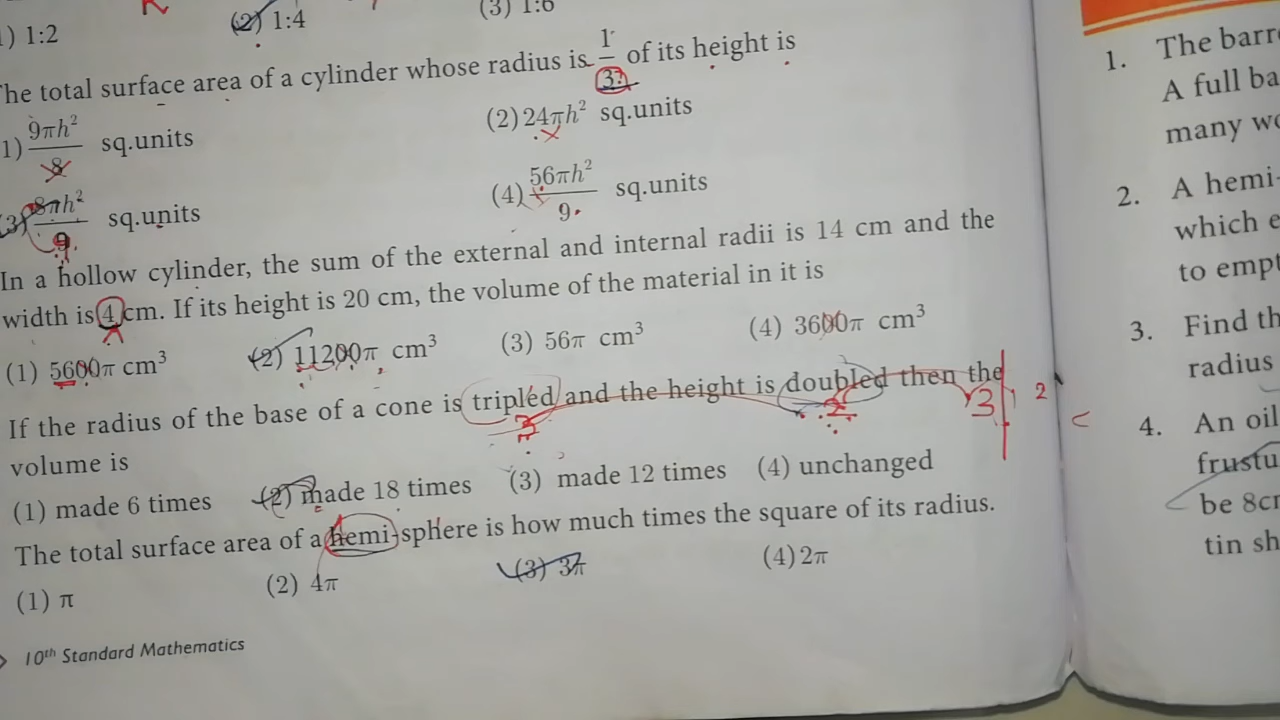 1) 1:2
(2) 1:4
(3) 1:6
The total surface area of a cylinder whose radius is 1/3 of its height is
1) 9πh²/8 sq.units
(2) 24πh² sq.units
(3) 8πh²/9 sq.units
(4) 56πh²/9 sq.units
In a hollow cylinder, the sum of the external and internal radii is 14 cm and the
width is 4 cm. If its height is 20 cm, the volume of the material in it is
(1) 5600π cm³
(2) 11200π cm³
(3) 56π cm³
(4) 3600π cm³
If the radius of the base of a cone is tripled and the height is doubled then the
3 2 3 2
volume is
(1) made 6 times
(2) made 18 times
(3) made 12 times
(4) unchanged
The total surface area of a hemi-sphere is how much times the square of its radius.
(1) π
(2) 4π
(3) 3π
(4) 2π
10th Standard Mathematics
1. The barr
A full ba
many wo
2. A hemi-
which e
to empt
3. Find th
radius
4. An oil
frustu
be 8cm
tin sh